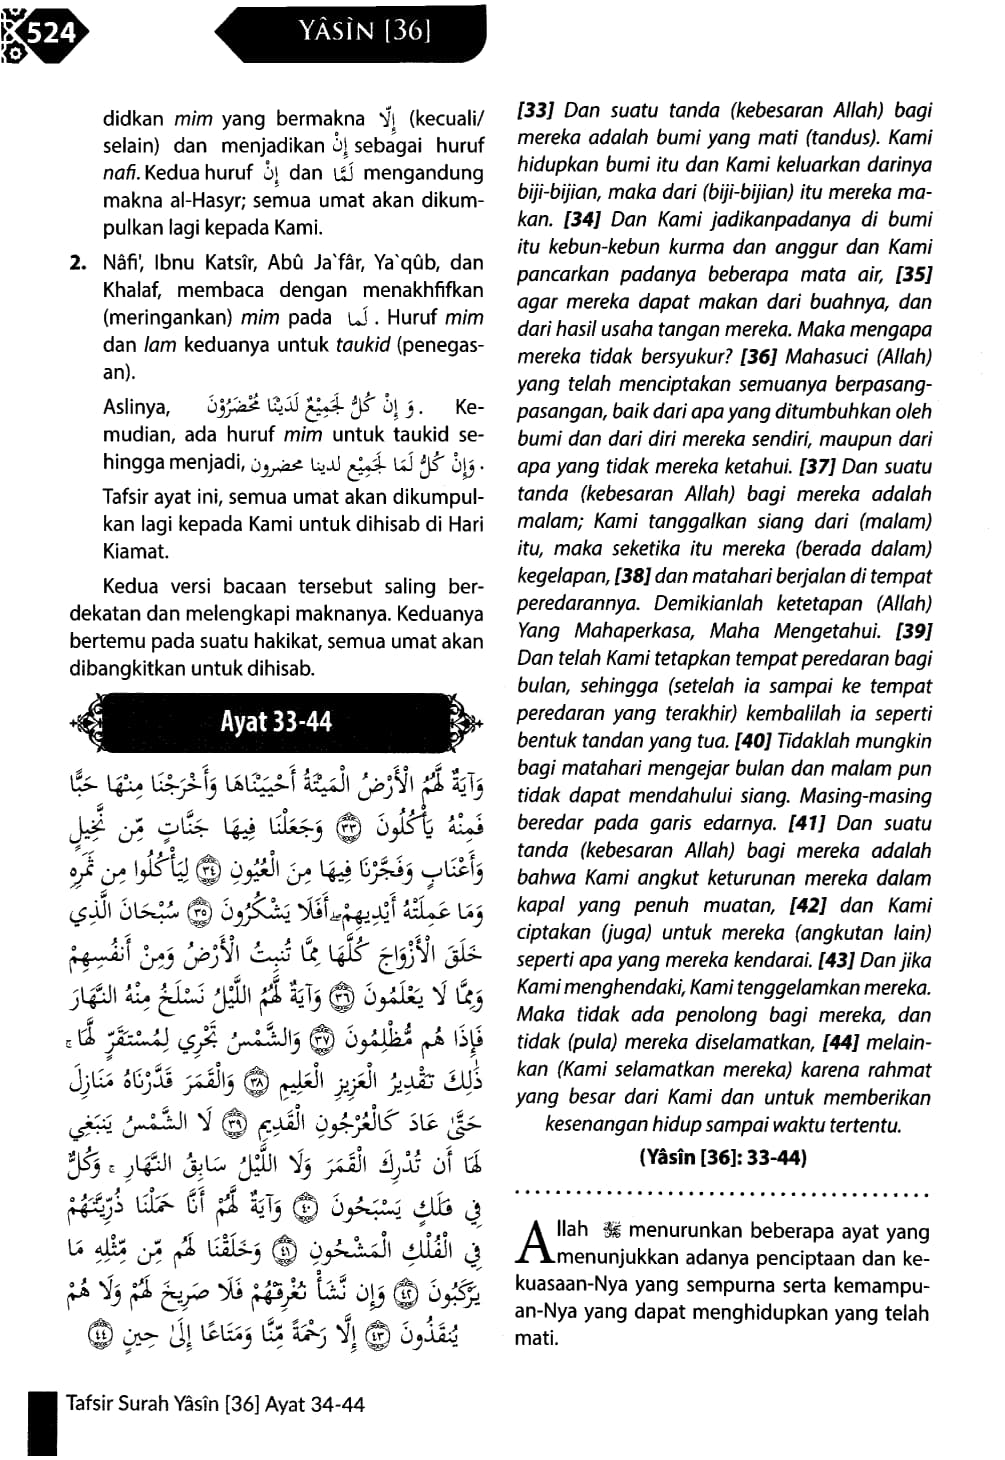 524
YÂSÌN [36]
didkan mim yang bermakna إِلَّا (kecuali/
selain) dan menjadikan إِنْ sebagai huruf
nafi. Kedua huruf إِنْ dan لَمَّا mengandung
makna al-Hasyr; semua umat akan dikum-
pulkan lagi kepada Kami.
2. Nâfi', Ibnu Katsîr, Abû Ja`fâr, Ya`qûb, dan
Khalaf, membaca dengan menakhfifkan
(meringankan) mim pada لَما . Huruf mim
dan lam keduanya untuk taukid (penegas-
an).
Aslinya, وَ إِنْ كُلٌّ لَجَمِيْعٌ لَدَيْنَا مُحْضَرُوْنَ . Ke-
mudian, ada huruf mim untuk taukid se-
hingga menjadi, وَإِنْ كُلٌّ لَمَا لَجَمِيْعٌ لدينا محضرون .
Tafsir ayat ini, semua umat akan dikumpul-
kan lagi kepada Kami untuk dihisab di Hari
Kiamat.
Kedua versi bacaan tersebut saling ber-
dekatan dan melengkapi maknanya. Keduanya
bertemu pada suatu hakikat, semua umat akan
dibangkitkan untuk dihisab.
Ayat 33-44
وَآيَةٌ لَّهُمُ الْأَرْضُ الْمَيْتَةُ أَحْيَيْنَاهَا وَأَخْرَجْنَا مِنْهَا حَبًّا
فَمِنْهُ يَأْكُلُونَ ﴿٣٣﴾ وَجَعَلْنَا فِيهَا جَنَّاتٍ مِّن نَّخِيلٍ
وَأَعْنَابٍ وَفَجَّرْنَا فِيهَا مِنَ الْعُيُونِ ﴿٣٤﴾ لِيَأْكُلُوا مِن ثَمَرِهِ
وَمَا عَمِلَتْهُ أَيْدِيهِمْ ۖ أَفَلَا يَشْكُرُونَ ﴿٣٥﴾ سُبْحَانَ الَّذِي
خَلَقَ الْأَزْوَاجَ كُلَّهَا مِمَّا تُنبِتُ الْأَرْضُ وَمِنْ أَنفُسِهِمْ
وَمِمَّا لَا يَعْلَمُونَ ﴿٣٦﴾ وَآيَةٌ لَّهُمُ اللَّيْلُ نَسْلَخُ مِنْهُ النَّهَارَ
فَإِذَا هُم مُّظْلِمُونَ ﴿٣٧﴾ وَالشَّمْسُ تَجْرِي لِمُسْتَقَرٍّ لَّهَا ۚ
ذَٰلِكَ تَقْدِيرُ الْعَزِيزِ الْعَلِيمِ ﴿٣٨﴾ وَالْقَمَرَ قَدَّرْنَاهُ مَنَازِلَ
حَتَّىٰ عَادَ كَالْعُرْجُونِ الْقَدِيمِ ﴿٣٩﴾ لَا الشَّمْسُ يَنبَغِي
لَهَا أَن تُدْرِكَ الْقَمَرَ وَلَا اللَّيْلُ سَابِقُ النَّهَارِ ۚ وَكُلٌّ
فِي فَلَكٍ يَسْبَحُونَ ﴿٤٠﴾ وَآيَةٌ لَّهُمْ أَنَّا حَمَلْنَا ذُرِّيَّتَهُمْ
فِي الْفُلْكِ الْمَشْحُونِ ﴿٤١﴾ وَخَلَقْنَا لَهُم مِّن مِّثْلِهِ مَا
يَرْكَبُونَ ﴿٤٢﴾ وَإِن نَّشَأْ نُغْرِقْهُمْ فَلَا صَرِيخَ لَهُمْ وَلَا هُمْ
يُنقَذُونَ ﴿٤٣﴾ إِلَّا رَحْمَةً مِّنَّا وَمَتَاعًا إِلَىٰ حِينٍ ﴿٤٤﴾
[33] Dan suatu tanda (kebesaran Allah) bagi
mereka adalah bumi yang mati (tandus). Kami
hidupkan bumi itu dan Kami keluarkan darinya
biji-bijian, maka dari (biji-bijian) itu mereka ma-
kan. [34] Dan Kami jadikanpadanya di bumi
itu kebun-kebun kurma dan anggur dan Kami
pancarkan padanya beberapa mata air, [35]
agar mereka dapat makan dari buahnya, dan
dari hasil usaha tangan mereka. Maka mengapa
mereka tidak bersyukur? [36] Mahasuci (Allah)
yang telah menciptakan semuanya berpasang-
pasangan, baik dari apa yang ditumbuhkan oleh
bumi dan dari diri mereka sendiri, maupun dari
apa yang tidak mereka ketahui. [37] Dan suatu
tanda (kebesaran Allah) bagi mereka adalah
malam; Kami tanggalkan siang dari (malam)
itu, maka seketika itu mereka (berada dalam)
kegelapan, [38] dan matahari berjalan di tempat
peredarannya. Demikianlah ketetapan (Allah)
Yang Mahaperkasa, Maha Mengetahui. [39]
Dan telah Kami tetapkan tempat peredaran bagi
bulan, sehingga (setelah ia sampai ke tempat
peredaran yang terakhir) kembalilah ia seperti
bentuk tandan yang tua. [40] Tidaklah mungkin
bagi matahari mengejar bulan dan malam pun
tidak dapat mendahului siang. Masing-masing
beredar pada garis edarnya. [41] Dan suatu
tanda (kebesaran Allah) bagi mereka adalah
bahwa Kami angkut keturunan mereka dalam
kapal yang penuh muatan, [42] dan Kami
ciptakan (juga) untuk mereka (angkutan lain)
seperti apa yang mereka kendarai. [43] Dan jika
Kami menghendaki, Kami tenggelamkan mereka.
Maka tidak ada penolong bagi mereka, dan
tidak (pula) mereka diselamatkan, [44] melain-
kan (Kami selamatkan mereka) karena rahmat
yang besar dari Kami dan untuk memberikan
kesenangan hidup sampai waktu tertentu.
(Yâsîn [36]: 33-44)
Allah ﷻ menurunkan beberapa ayat yang
menunjukkan adanya penciptaan dan ke-
kuasaan-Nya yang sempurna serta kemampu-
an-Nya yang dapat menghidupkan yang telah
mati.
Tafsir Surah Yâsîn [36] Ayat 34-44